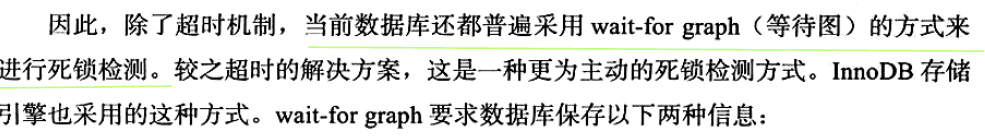 因此，除了超时机制，当前数据库还都普遍采用 wait-for graph（等待图）的方式来
进行死锁检测。较之超时的解决方案，这是一种更为主动的死锁检测方式。InnoDB 存储
引擎也采用的这种方式。wait-for graph 要求数据库保存以下两种信息：